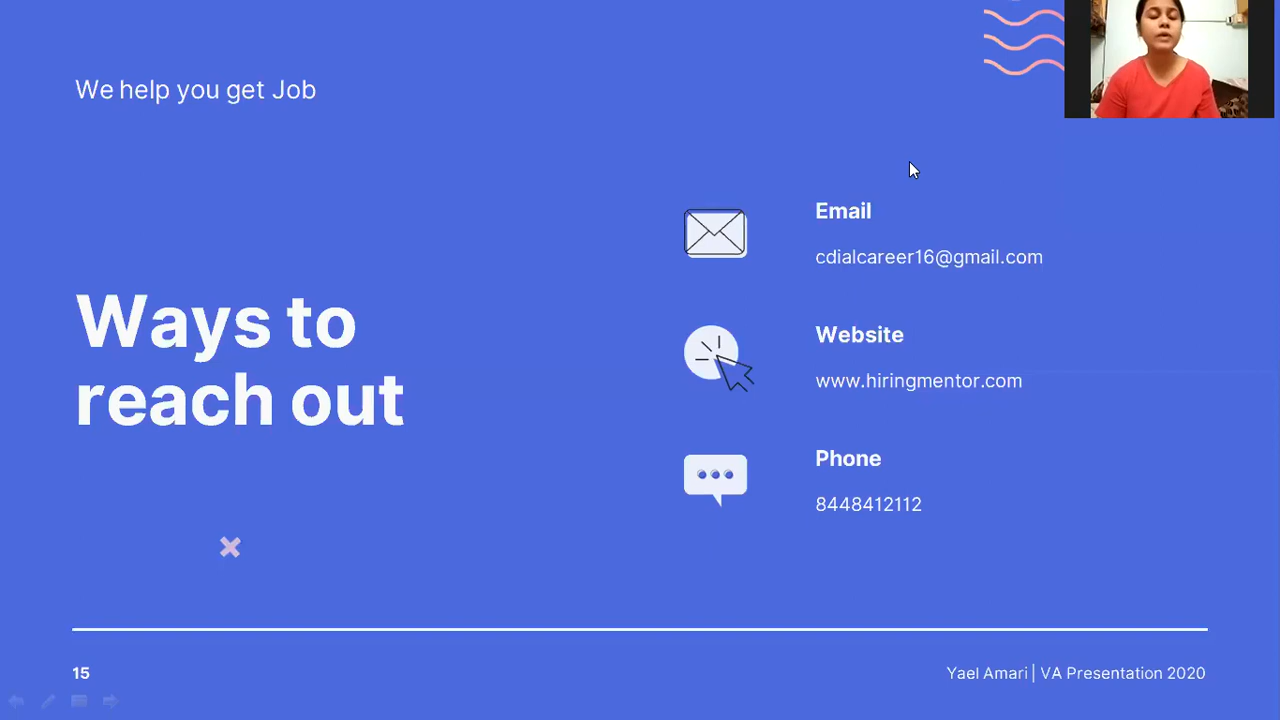 We help you get Job
Ways to
reach out
Email
cdialcareer16@gmail.com
Website
www.hiringmentor.com
Phone
8448412112
15
Yael Amari | VA Presentation 2020